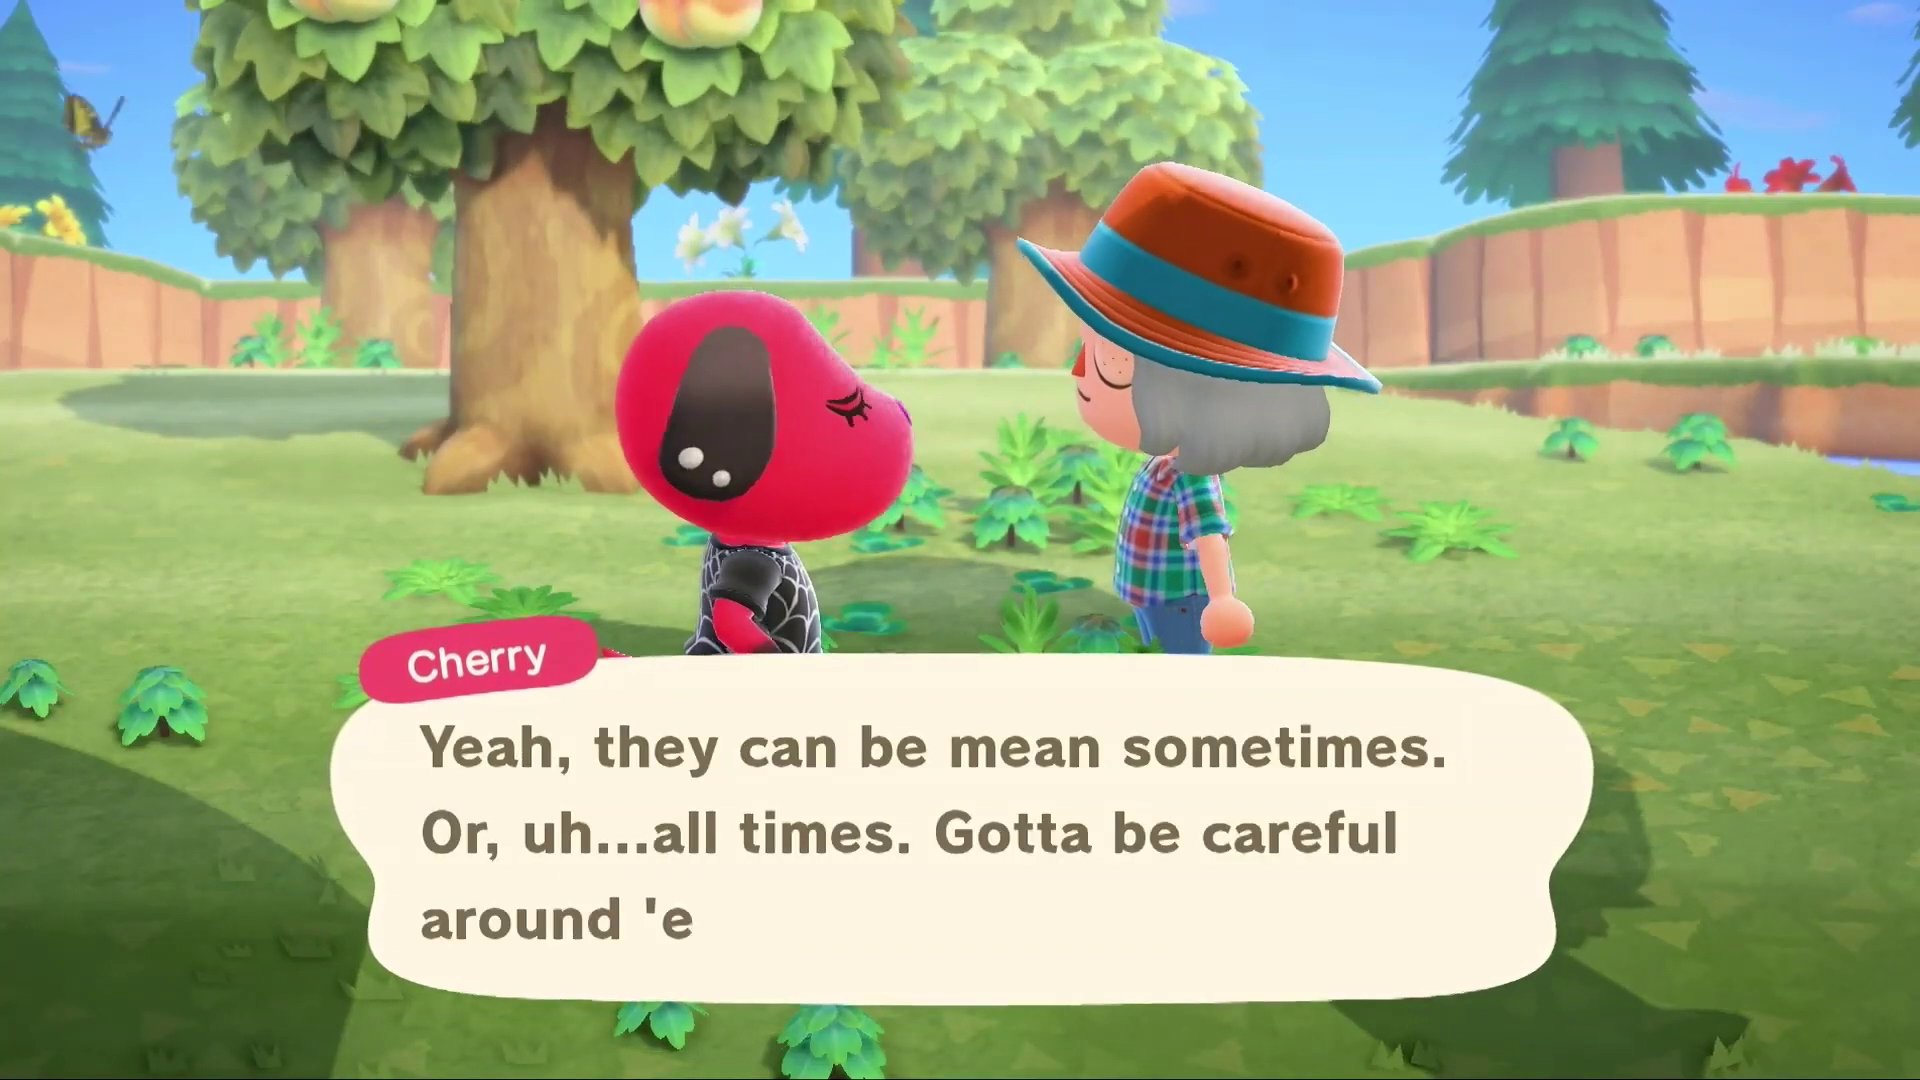 Cherry
Yeah, they can be mean sometimes.
Or, uh...all times. Gotta be careful
around 'e